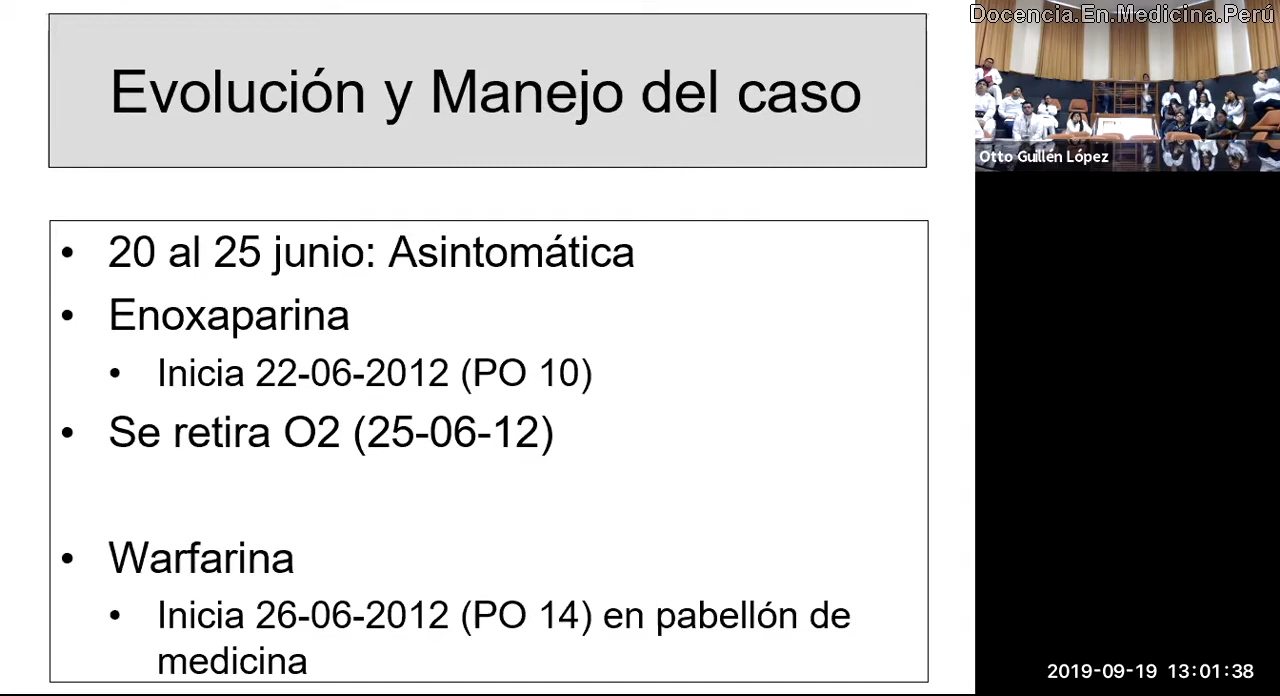 Evolución y Manejo del caso
• 20 al 25 junio: Asintomática
• Enoxaparina
• Inicia 22-06-2012 (PO 10)
• Se retira O2 (25-06-12)
• Warfarina
• Inicia 26-06-2012 (PO 14) en pabellón de
medicina
Docencia.En.Medicina.Perú
Otto Guillén López
2019-09-19 13:01:38